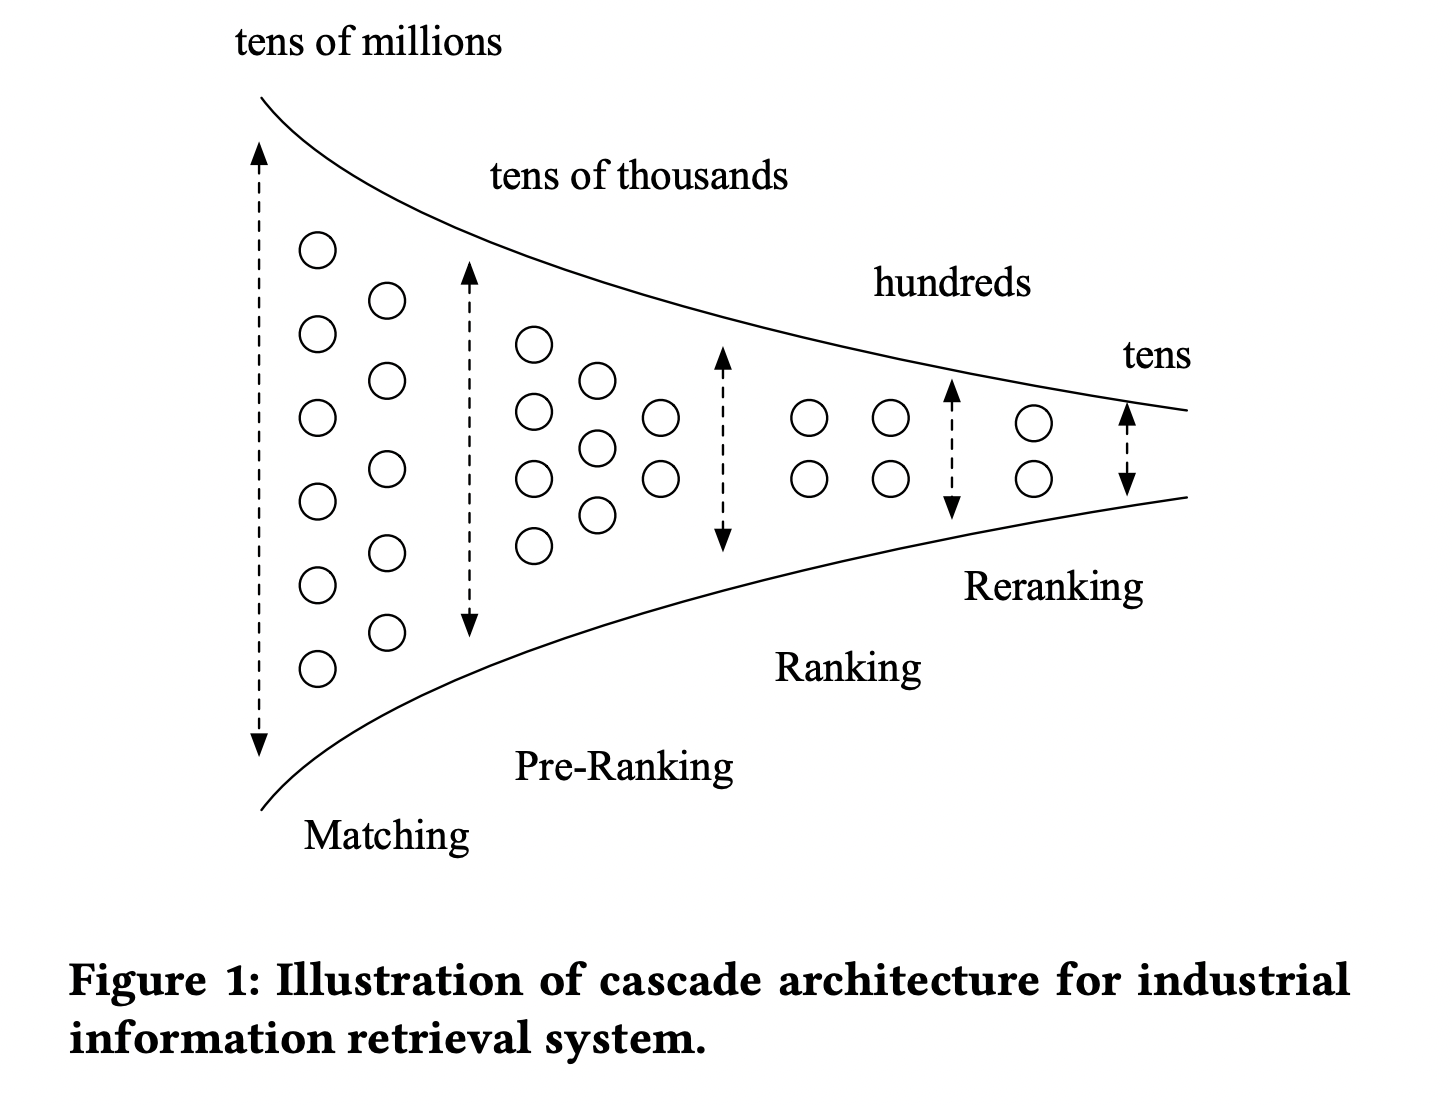 tens of millions
tens of thousands
hundreds
tens
Reranking
Ranking
Pre-Ranking
Matching
Figure 1: Illustration of cascade architecture for industrial
information retrieval system.